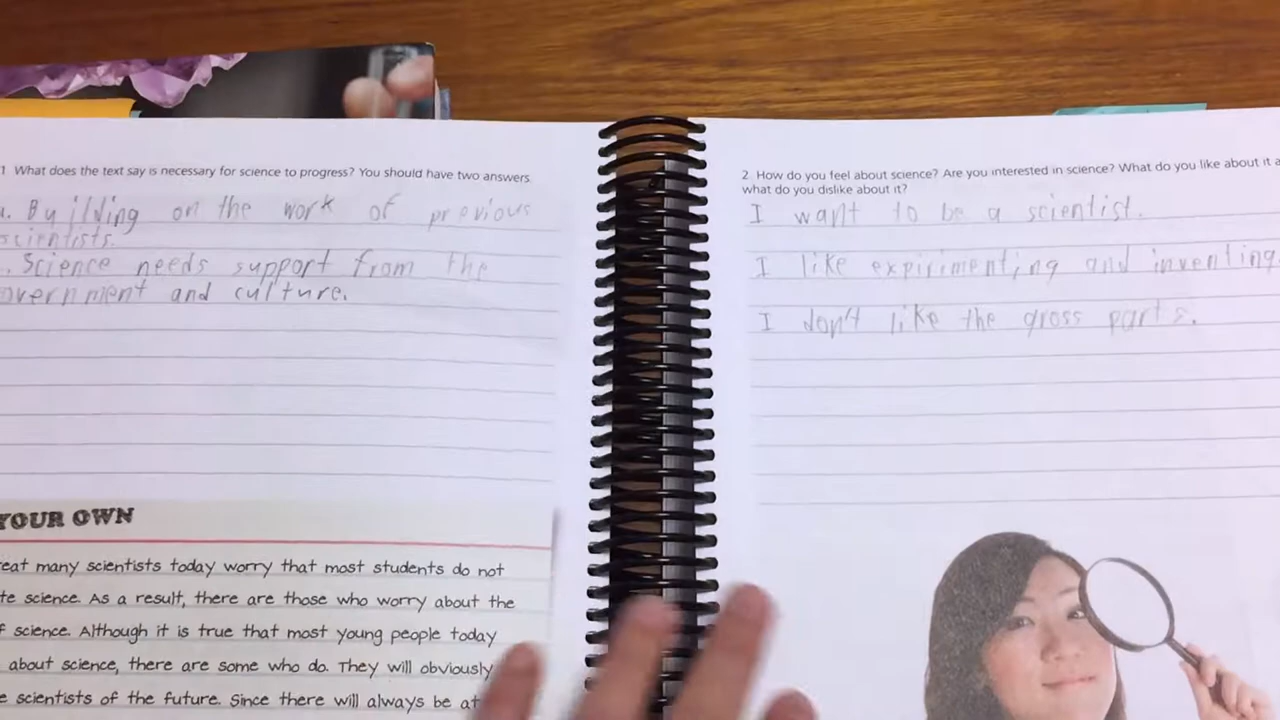 1 What does the text say is necessary for science to progress? You should have two answers.
. Bujlding on the work of previous
scientists.
. Science needs support from the
overnment and culture.
YOUR OWN
eat many scientists today worry that most students do not
te science. As a result, there are those who worry about the
f science. Although it is true that most young people today
about science, there are some who do. They will obviously
e scientists of the future. Since there will always be at
2. How do you feel about science? Are you interested in science? What do you like about it a
what do you dislike about it?
I want to be a scientist.
I like expirimenting and inventing.
I don't like the gross parts.